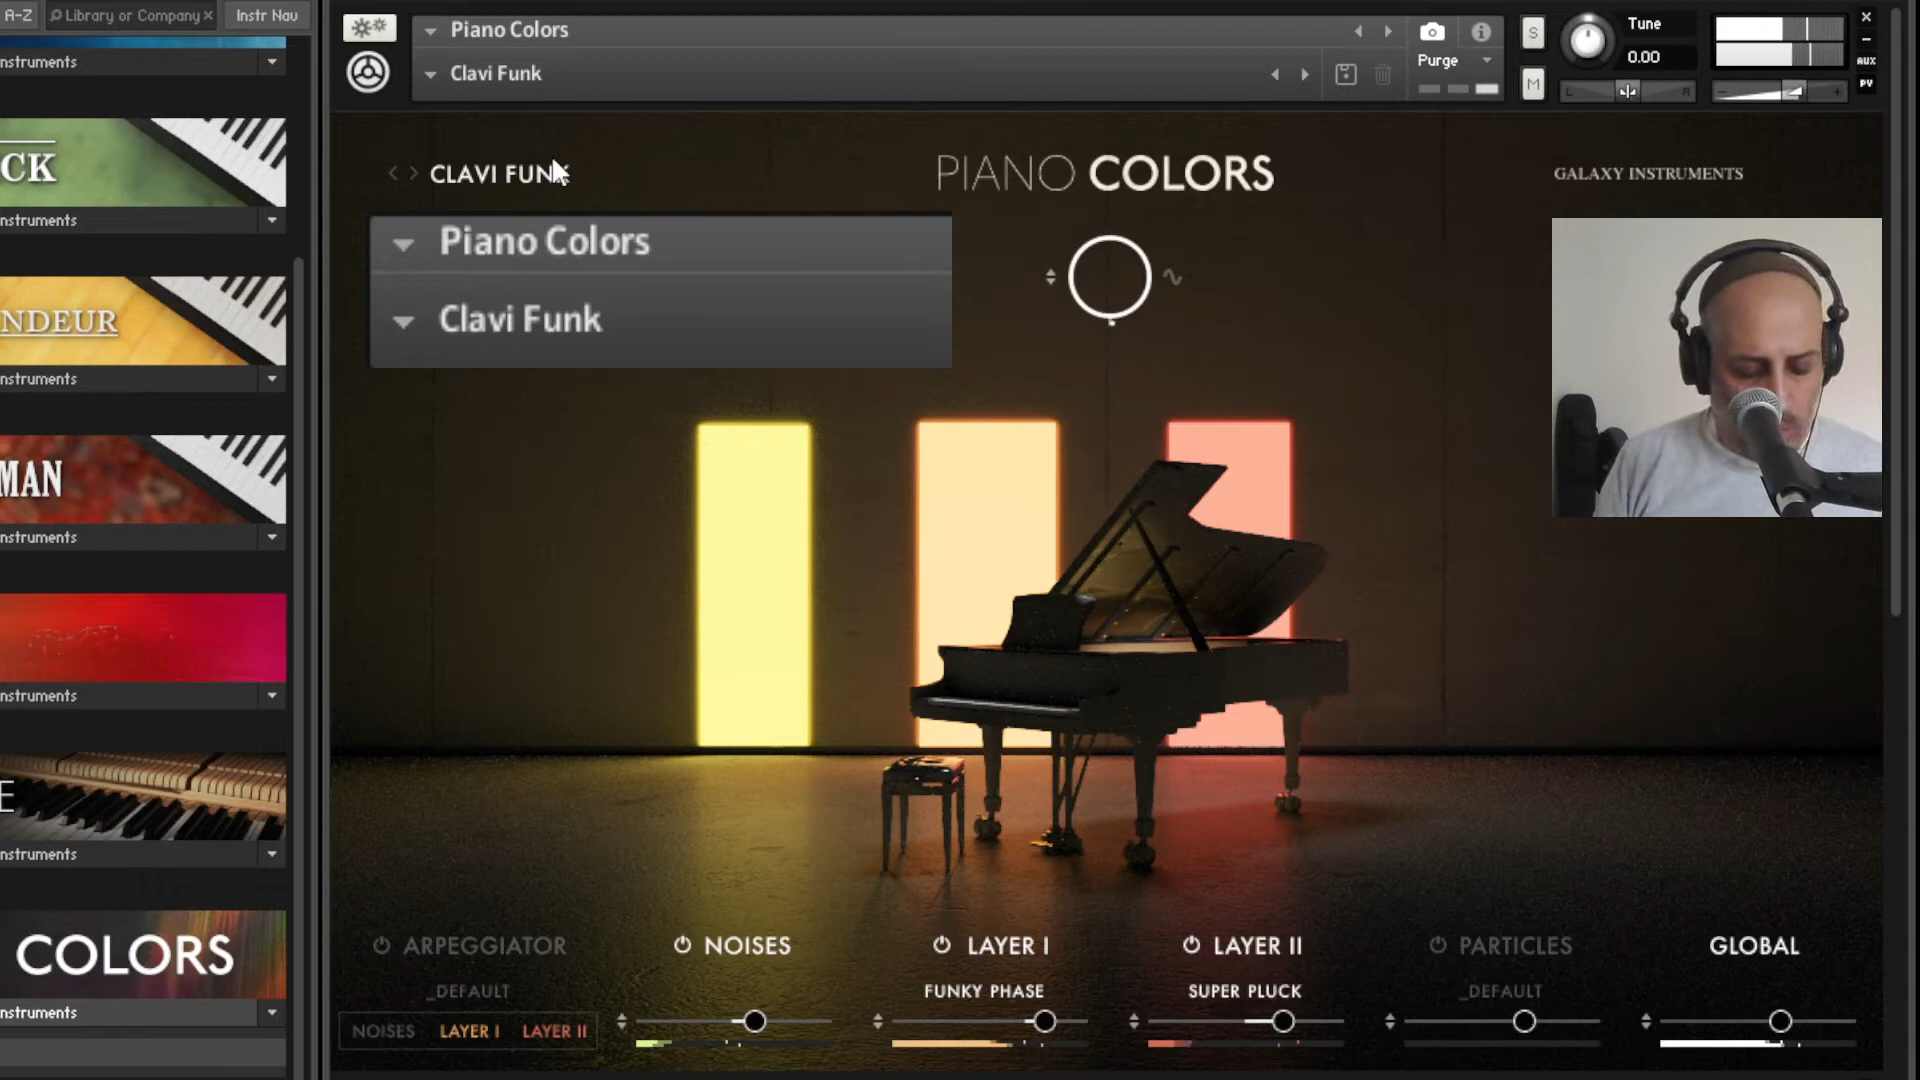 A-Z
Library or Company ×
Instr Nav
nstruments
CK
nstruments
NDEUR
nstruments
MAN
nstruments
nstruments
E
nstruments
COLORS
nstruments
Piano Colors
Clavi Funk
Purge
S
M
Tune
0.00
L
R
AUX
PV
CLAVI FUNK
PIANO COLORS
GALAXY INSTRUMENTS
Piano Colors
Clavi Funk
ARPEGGIATOR
_DEFAULT
NOISES LAYER I LAYER II
NOISES
LAYER I
FUNKY PHASE
LAYER II
SUPER PLUCK
PARTICLES
_DEFAULT
GLOBAL